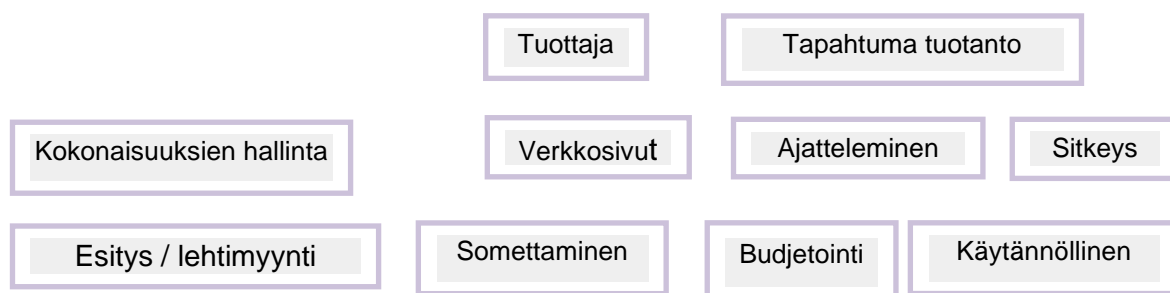 Tuottaja
Tapahtuma tuotanto
Kokonaisuuksien hallinta
Verkkosivut
Ajatteleminen
Sitkeys
Esitys / lehtimyynti
Somettaminen
Budjetointi
Käytännöllinen